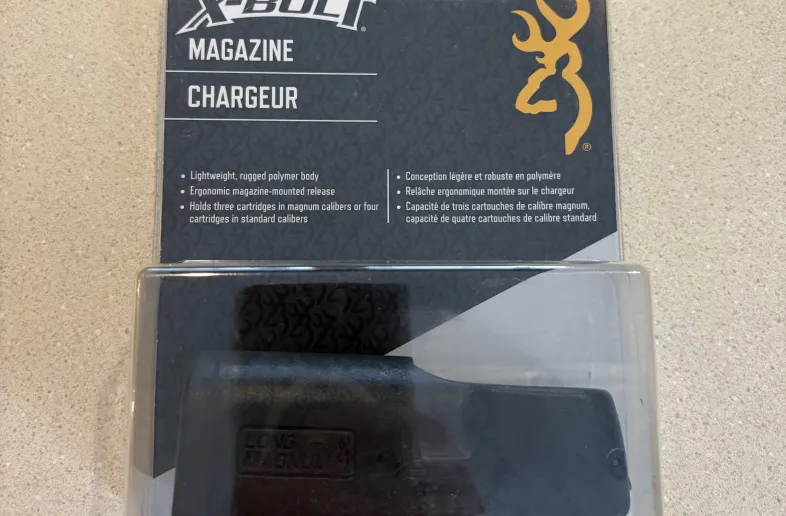 X-BOLT®
MAGAZINE
CHARGEUR
®
• Lightweight, rugged polymer body
• Ergonomic magazine-mounted release
• Holds three cartridges in magnum calibers or four
cartridges in standard calibers
• Conception légère et robuste en polymère
• Relâche ergonomique montée sur le chargeur
• Capacité de trois cartouches de calibre magnum,
capacité de quatre cartouches de calibre standard
LONG
MAGNUM